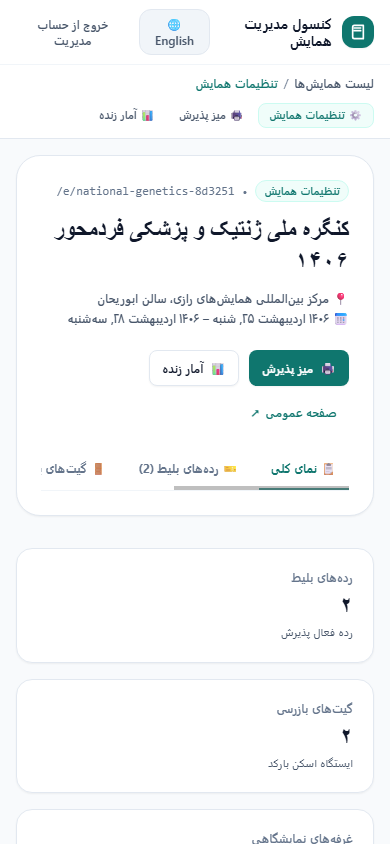 کنسول مدیریت همایش
English
خروج از حساب مدیریت
لیست همایش‌ها / تنظیمات همایش
تنظیمات همایش
میز پذیرش
آمار زنده
تنظیمات همایش • /e/national-genetics-8d3251
کنگره ملی ژنتیک و پزشکی فردمحور
۱۴۰۶
مرکز بین‌المللی همایش‌های رازی، سالن ابوریحان
۱۴۰۶ اردیبهشت ۲۵, شنبه – ۱۴۰۶ اردیبهشت ۲۸, سه‌شنبه
میز پذیرش
آمار زنده
صفحه عمومی ↗
نمای کلی
رده‌های بلیط (2)
گیت‌های
رده‌های بلیط
۲
رده فعال پذیرش
گیت‌های بازرسی
۲
ایستگاه اسکن بارکد
غرفه‌های نمایشگاهی